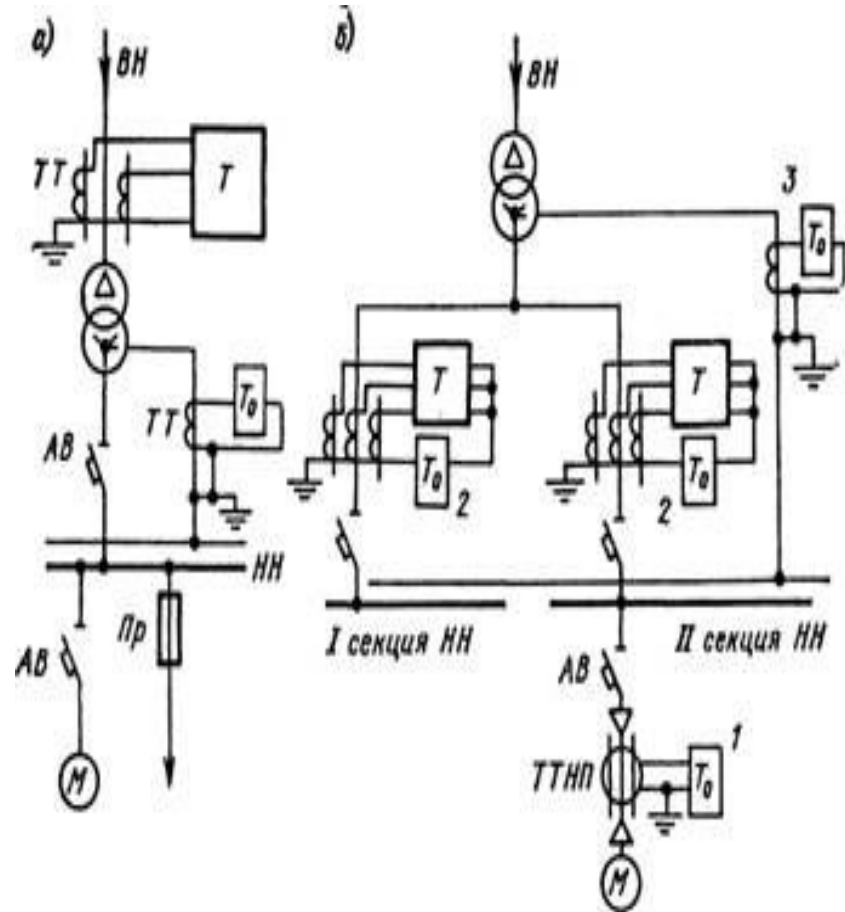 а)
ВН
ТТ
Т
ТТ
Т₀
АВ
НН
Пр
АВ
М
б)
ВН
3
Т₀
Т
Т
Т₀
2
Т₀
2
I секция НН
II секция НН
АВ
ТТНП
1
Т₀
М